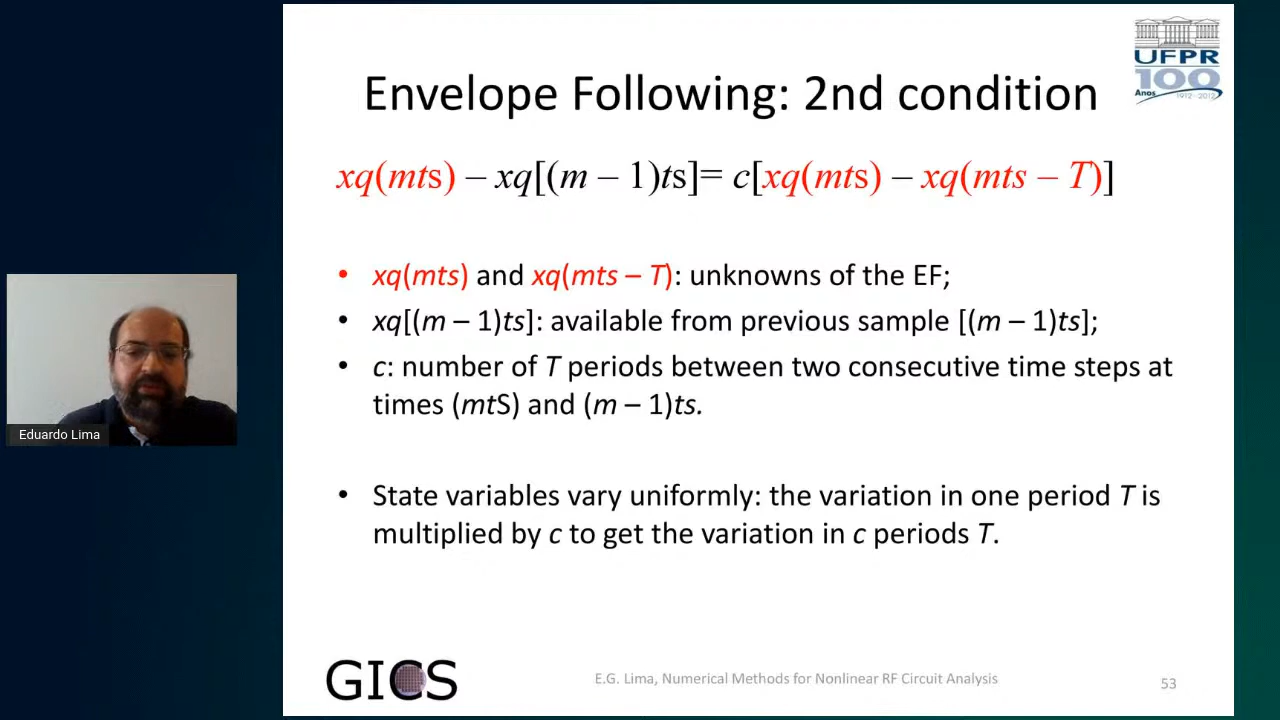 UFPR
100
Anos 1912-2012
Envelope Following: 2nd condition
xq(mts) – xq[(m – 1)ts]= c[xq(mts) – xq(mts – T)]
• xq(mts) and xq(mts – T): unknowns of the EF;
• xq[(m – 1)ts]: available from previous sample [(m – 1)ts];
• c: number of T periods between two consecutive time steps at
times (mtS) and (m – 1)ts.
Eduardo Lima
• State variables vary uniformly: the variation in one period T is
multiplied by c to get the variation in c periods T.
GICS
E.G. Lima, Numerical Methods for Nonlinear RF Circuit Analysis
53